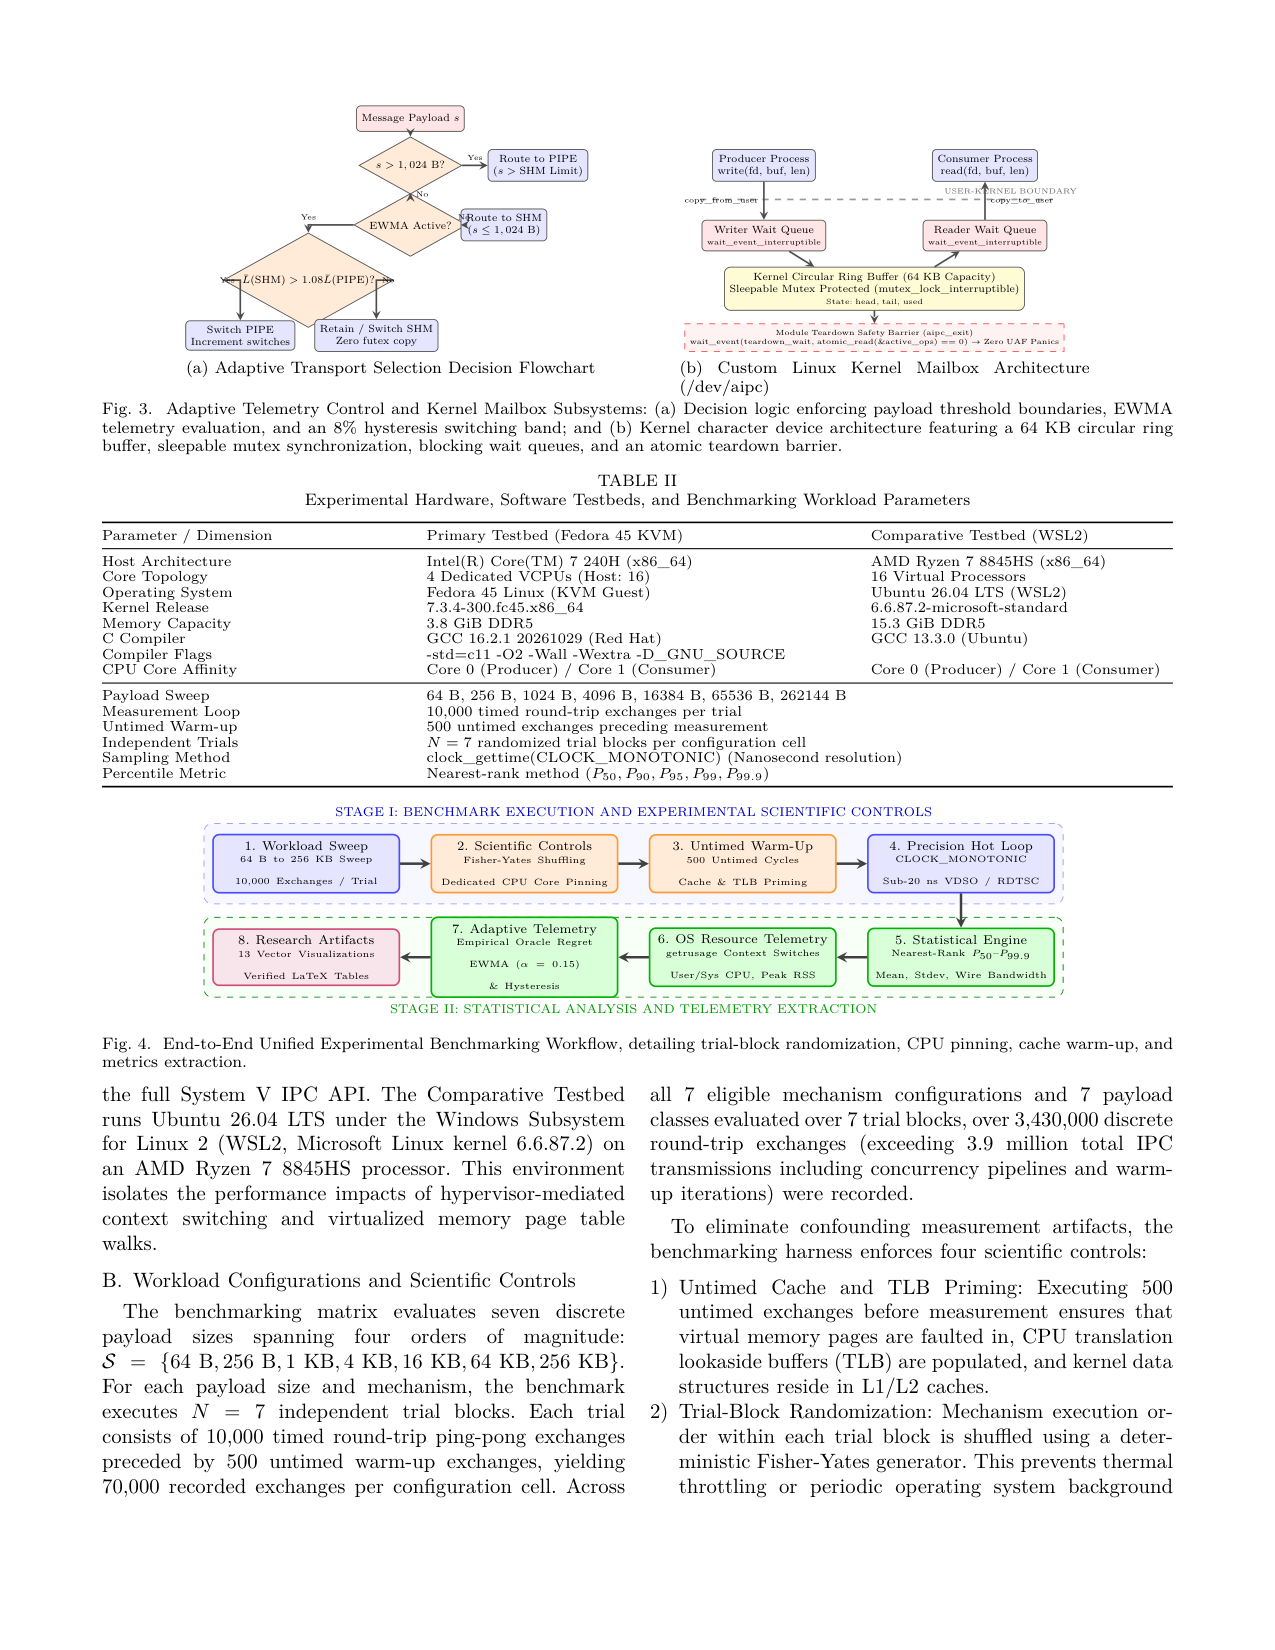 Message Payload s
s > 1,024 B?
Yes
Route to PIPE
(s > SHM Limit)
No
EWMA Active?
No
Route to SHM
(s ≤ 1,024 B)
Yes
L̄(SHM) > 1.08L̄(PIPE)?
Yes
No
Switch PIPE
Increment switches
Retain / Switch SHM
Zero futex copy
(a) Adaptive Transport Selection Decision Flowchart
Producer Process
write(fd, buf, len)
Consumer Process
read(fd, buf, len)
USER-KERNEL BOUNDARY
copy_from_user
copy_to_user
Writer Wait Queue
wait_event_interruptible
Reader Wait Queue
wait_event_interruptible
Kernel Circular Ring Buffer (64 KB Capacity)
Sleepable Mutex Protected (mutex_lock_interruptible)
State: head, tail, used
Module Teardown Safety Barrier (aipc_exit)
wait_event(teardown_wait, atomic_read(&active_ops) == 0) → Zero UAF Panics
(b) Custom Linux Kernel Mailbox Architecture
(/dev/aipc)
Fig. 3. Adaptive Telemetry Control and Kernel Mailbox Subsystems: (a) Decision logic enforcing payload threshold boundaries, EWMA
telemetry evaluation, and an 8% hysteresis switching band; and (b) Kernel character device architecture featuring a 64 KB circular ring
buffer, sleepable mutex synchronization, blocking wait queues, and an atomic teardown barrier.
TABLE II
Experimental Hardware, Software Testbeds, and Benchmarking Workload Parameters
Parameter / Dimension Primary Testbed (Fedora 45 KVM) Comparative Testbed (WSL2)
Host Architecture Intel(R) Core(TM) 7 240H (x86_64) AMD Ryzen 7 8845HS (x86_64)
Core Topology 4 Dedicated VCPUs (Host: 16) 16 Virtual Processors
Operating System Fedora 45 Linux (KVM Guest) Ubuntu 26.04 LTS (WSL2)
Kernel Release 7.3.4-300.fc45.x86_64 6.6.87.2-microsoft-standard
Memory Capacity 3.8 GiB DDR5 15.3 GiB DDR5
C Compiler GCC 16.2.1 20261029 (Red Hat) GCC 13.3.0 (Ubuntu)
Compiler Flags -std=c11 -O2 -Wall -Wextra -D_GNU_SOURCE
CPU Core Affinity Core 0 (Producer) / Core 1 (Consumer) Core 0 (Producer) / Core 1 (Consumer)
Payload Sweep 64 B, 256 B, 1024 B, 4096 B, 16384 B, 65536 B, 262144 B
Measurement Loop 10,000 timed round-trip exchanges per trial
Untimed Warm-up 500 untimed exchanges preceding measurement
Independent Trials N = 7 randomized trial blocks per configuration cell
Sampling Method clock_gettime(CLOCK_MONOTONIC) (Nanosecond resolution)
Percentile Metric Nearest-rank method (P50, P90, P95, P99, P99.9)
STAGE I: BENCHMARK EXECUTION AND EXPERIMENTAL SCIENTIFIC CONTROLS
1. Workload Sweep
64 B to 256 KB Sweep
10,000 Exchanges / Trial
2. Scientific Controls
Fisher-Yates Shuffling
Dedicated CPU Core Pinning
3. Untimed Warm-Up
500 Untimed Cycles
Cache & TLB Priming
4. Precision Hot Loop
CLOCK_MONOTONIC
Sub-20 ns VDSO / RDTSC
8. Research Artifacts
13 Vector Visualizations
Verified LaTeX Tables
7. Adaptive Telemetry
Empirical Oracle Regret
EWMA (α = 0.15)
& Hysteresis
6. OS Resource Telemetry
getrusage Context Switches
User/Sys CPU, Peak RSS
5. Statistical Engine
Nearest-Rank P50–P99.9
Mean, Stdev, Wire Bandwidth
STAGE II: STATISTICAL ANALYSIS AND TELEMETRY EXTRACTION
Fig. 4. End-to-End Unified Experimental Benchmarking Workflow, detailing trial-block randomization, CPU pinning, cache warm-up, and
metrics extraction.
the full System V IPC API. The Comparative Testbed
runs Ubuntu 26.04 LTS under the Windows Subsystem
for Linux 2 (WSL2, Microsoft Linux kernel 6.6.87.2) on
an AMD Ryzen 7 8845HS processor. This environment
isolates the performance impacts of hypervisor-mediated
context switching and virtualized memory page table
walks.
B. Workload Configurations and Scientific Controls
The benchmarking matrix evaluates seven discrete
payload sizes spanning four orders of magnitude:
𝒮 = {64 B, 256 B, 1 KB, 4 KB, 16 KB, 64 KB, 256 KB}.
For each payload size and mechanism, the benchmark
executes N = 7 independent trial blocks. Each trial
consists of 10,000 timed round-trip ping-pong exchanges
preceded by 500 untimed warm-up exchanges, yielding
70,000 recorded exchanges per configuration cell. Across
all 7 eligible mechanism configurations and 7 payload
classes evaluated over 7 trial blocks, over 3,430,000 discrete
round-trip exchanges (exceeding 3.9 million total IPC
transmissions including concurrency pipelines and warm-
up iterations) were recorded.
To eliminate confounding measurement artifacts, the
benchmarking harness enforces four scientific controls:
1) Untimed Cache and TLB Priming: Executing 500
untimed exchanges before measurement ensures that
virtual memory pages are faulted in, CPU translation
lookaside buffers (TLB) are populated, and kernel data
structures reside in L1/L2 caches.
2) Trial-Block Randomization: Mechanism execution or-
der within each trial block is shuffled using a deter-
ministic Fisher-Yates generator. This prevents thermal
throttling or periodic operating system background